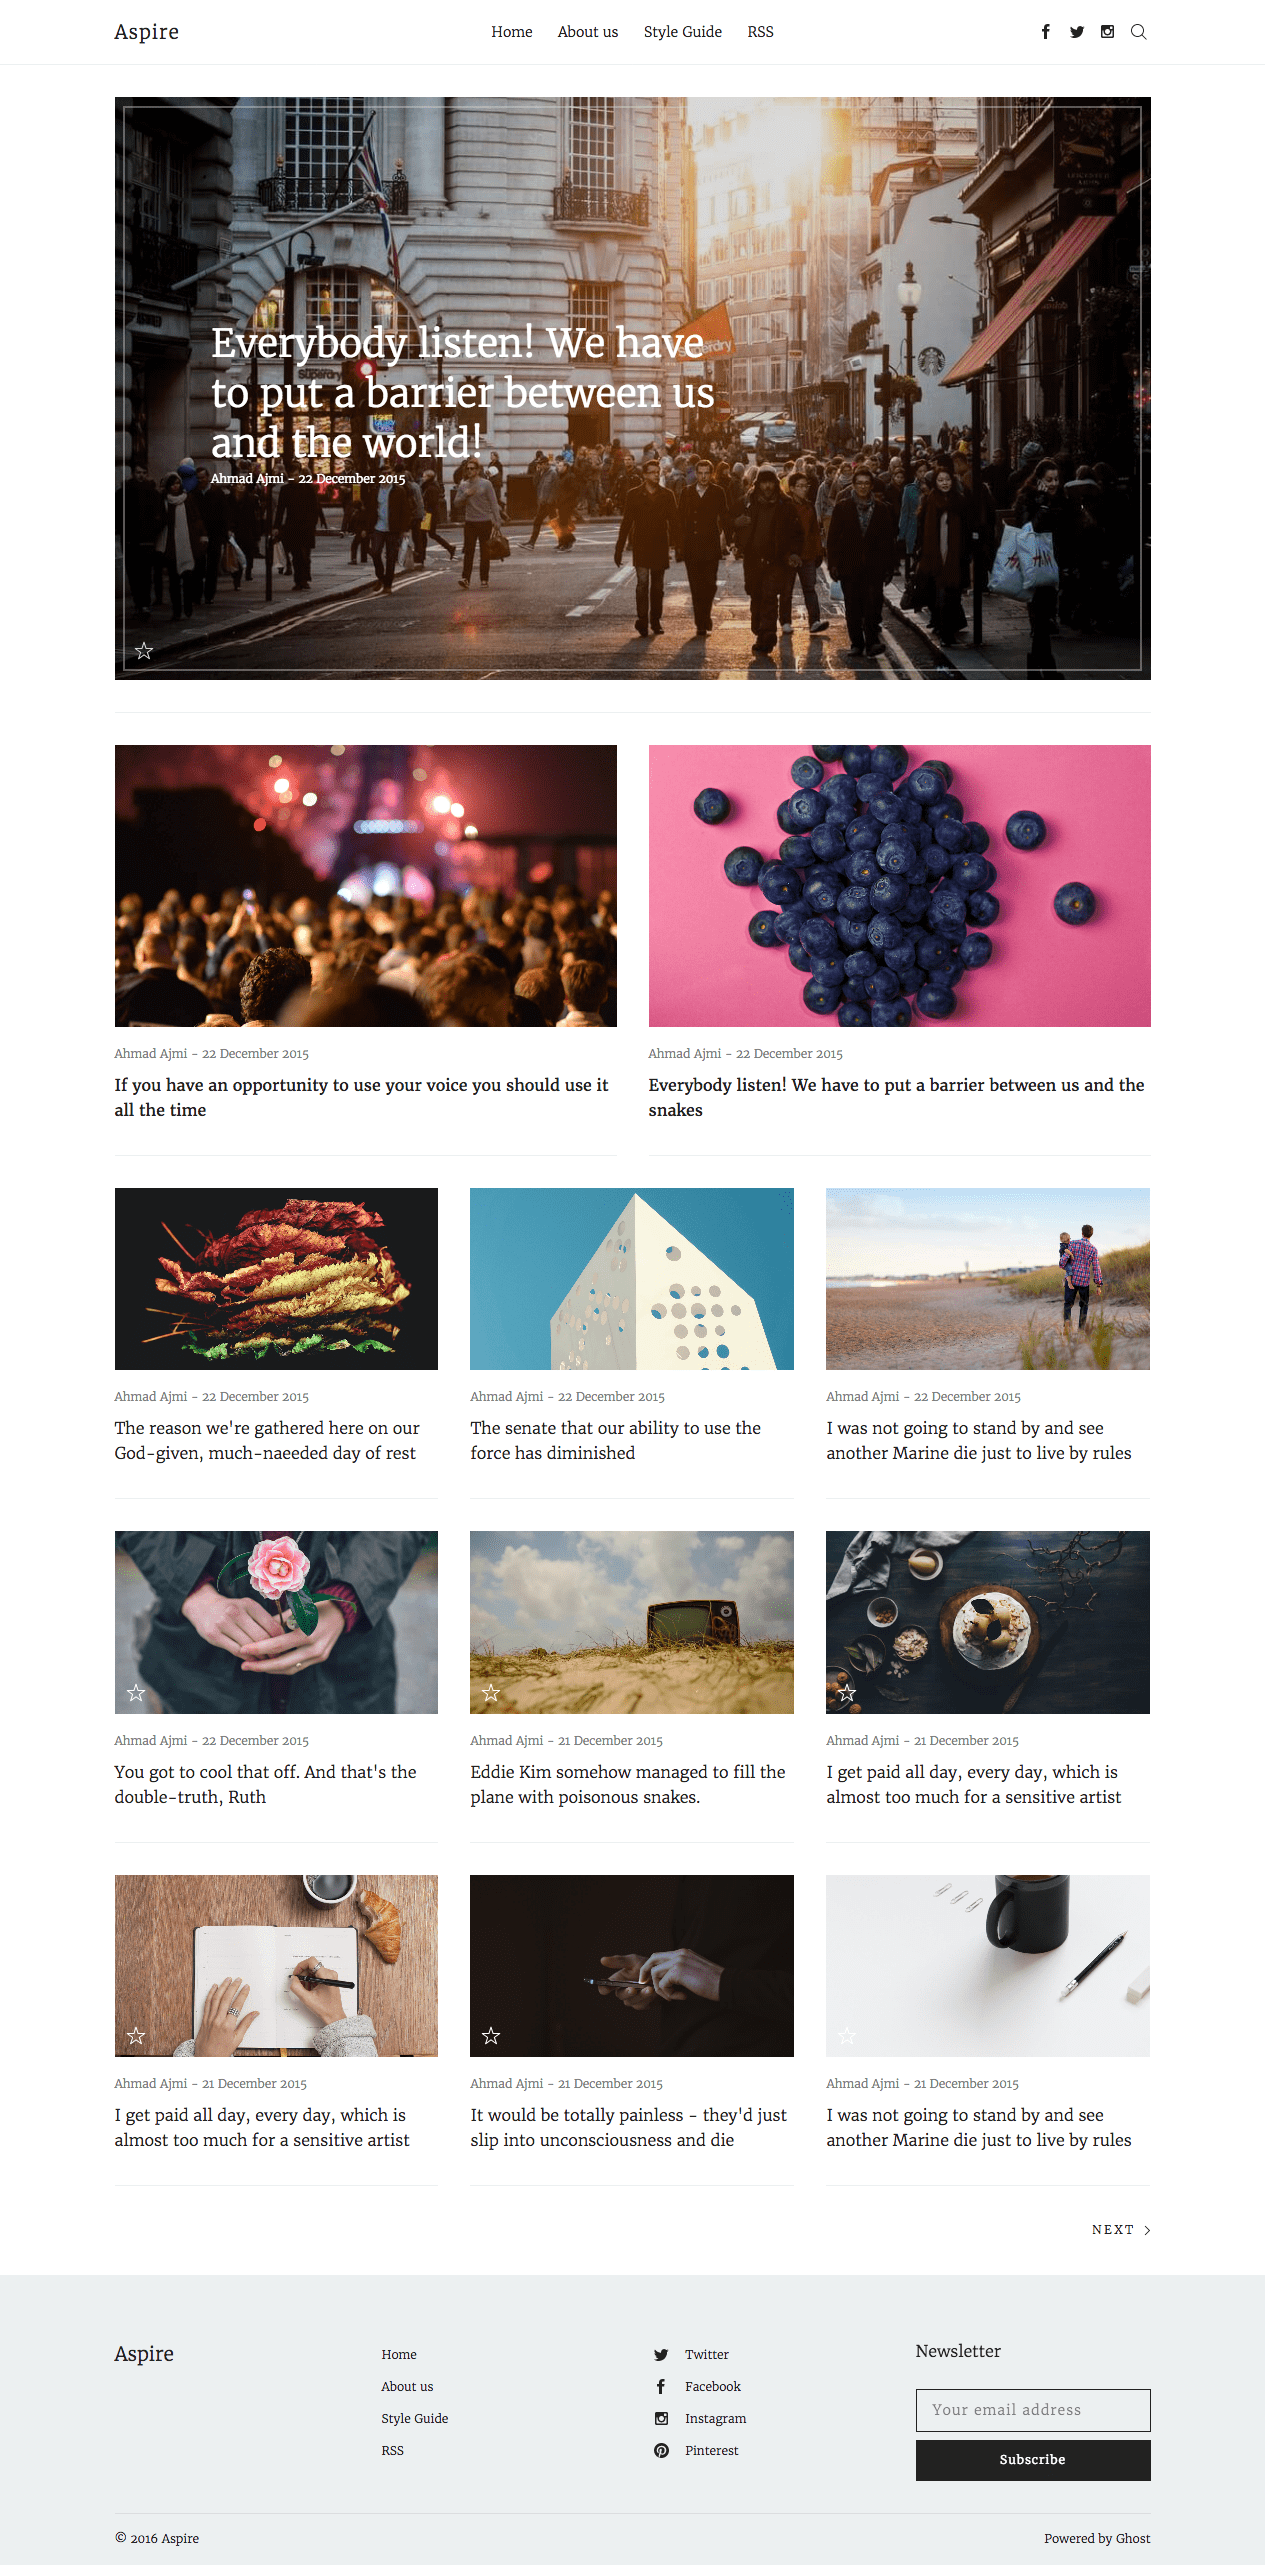 Aspire
Home About us Style Guide RSS
Everybody listen! We have
to put a barrier between us
and the world!
Ahmad Ajmi - 22 December 2015
Superdry
Superdry
H&M
Ahmad Ajmi - 22 December 2015
If you have an opportunity to use your voice you should use it
all the time
Ahmad Ajmi - 22 December 2015
Everybody listen! We have to put a barrier between us and the
snakes
Ahmad Ajmi - 22 December 2015
The reason we're gathered here on our
God-given, much-naeeded day of rest
Ahmad Ajmi - 22 December 2015
The senate that our ability to use the
force has diminished
Ahmad Ajmi - 22 December 2015
I was not going to stand by and see
another Marine die just to live by rules
Ahmad Ajmi - 22 December 2015
You got to cool that off. And that's the
double-truth, Ruth
Ahmad Ajmi - 21 December 2015
Eddie Kim somehow managed to fill the
plane with poisonous snakes.
Ahmad Ajmi - 21 December 2015
I get paid all day, every day, which is
almost too much for a sensitive artist
Ahmad Ajmi - 21 December 2015
I get paid all day, every day, which is
almost too much for a sensitive artist
Ahmad Ajmi - 21 December 2015
It would be totally painless - they'd just
slip into unconsciousness and die
Ahmad Ajmi - 21 December 2015
I was not going to stand by and see
another Marine die just to live by rules
NEXT
Aspire
Home
About us
Style Guide
RSS
Twitter
Facebook
Instagram
Pinterest
Newsletter
Your email address
Subscribe
© 2016 Aspire
Powered by Ghost